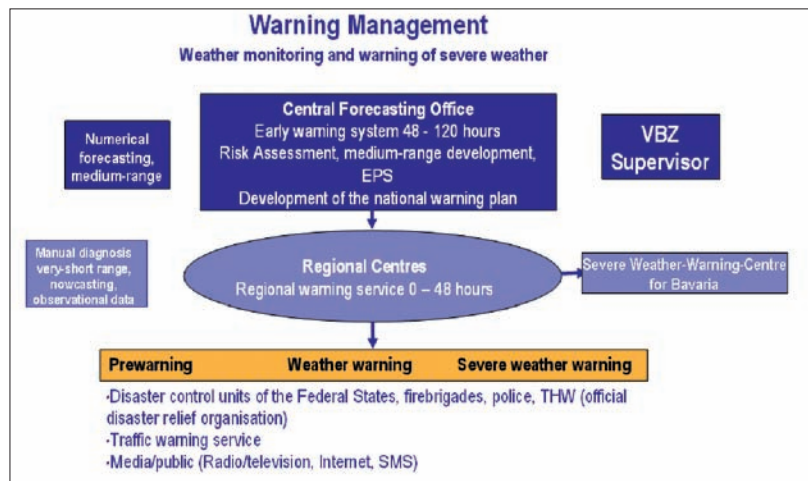 Warning Management
Weather monitoring and warning of severe weather
Central Forecasting Office
Early warning system 48 - 120 hours
Risk Assessment, medium-range development,
EPS
Development of the national warning plan
Numerical
forecasting,
medium-range
VBZ
Supervisor
Manual diagnosis
very-short range,
nowcasting,
observational data
Regional Centres
Regional warning service 0 – 48 hours
Severe Weather-Warning-Centre
for Bavaria
Prewarning Weather warning Severe weather warning
·Disaster control units of the Federal States, firebrigades, police, THW (official
disaster relief organisation)
·Traffic warning service
·Media/public (Radio/television, Internet, SMS)